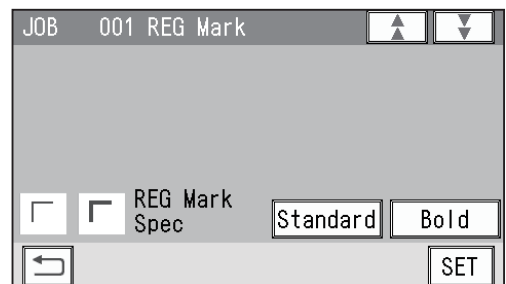 JOB 001 REG Mark
REG Mark
Spec
Standard Bold
SET